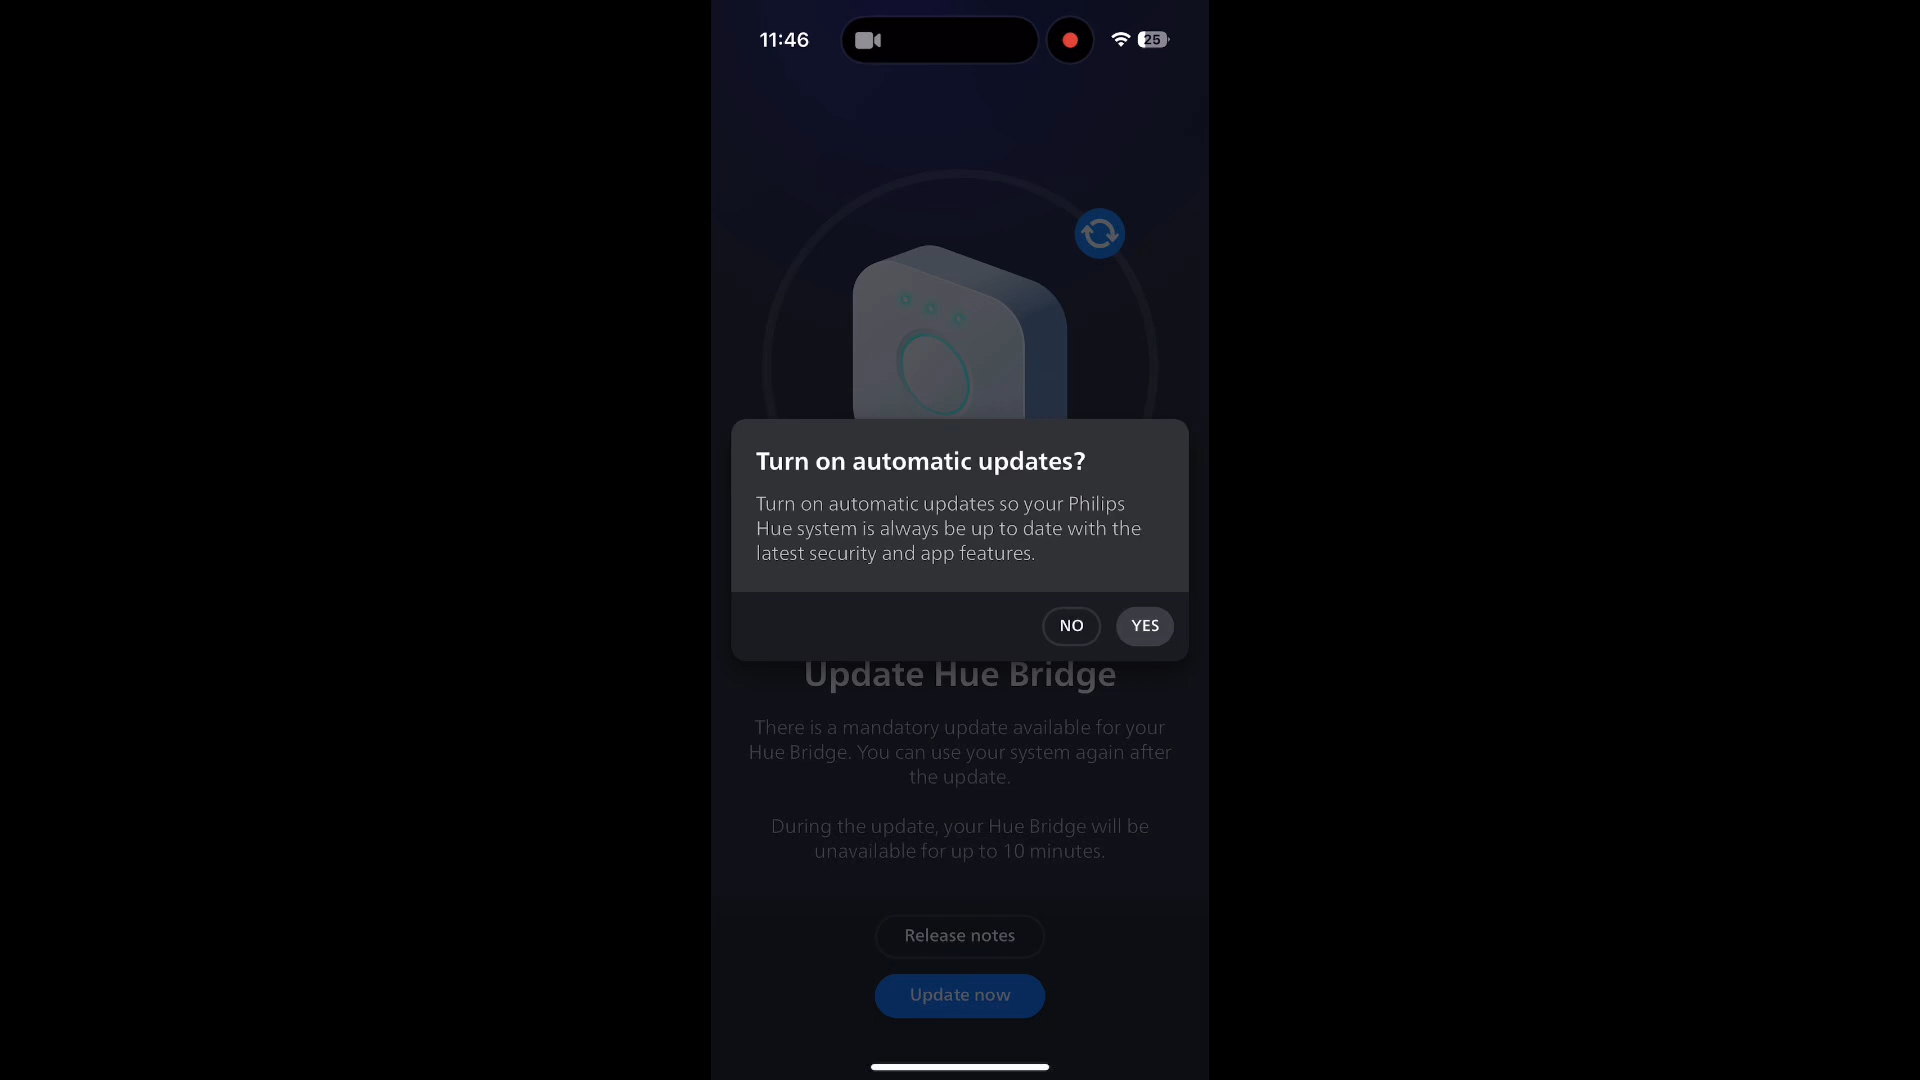 11:46
25
Turn on automatic updates?
Turn on automatic updates so your Philips
Hue system is always be up to date with the
latest security and app features.
NO YES
Update Hue Bridge
There is a mandatory update available for your
Hue Bridge. You can use your system again after
the update.
During the update, your Hue Bridge will be
unavailable for up to 10 minutes.
Release notes
Update now